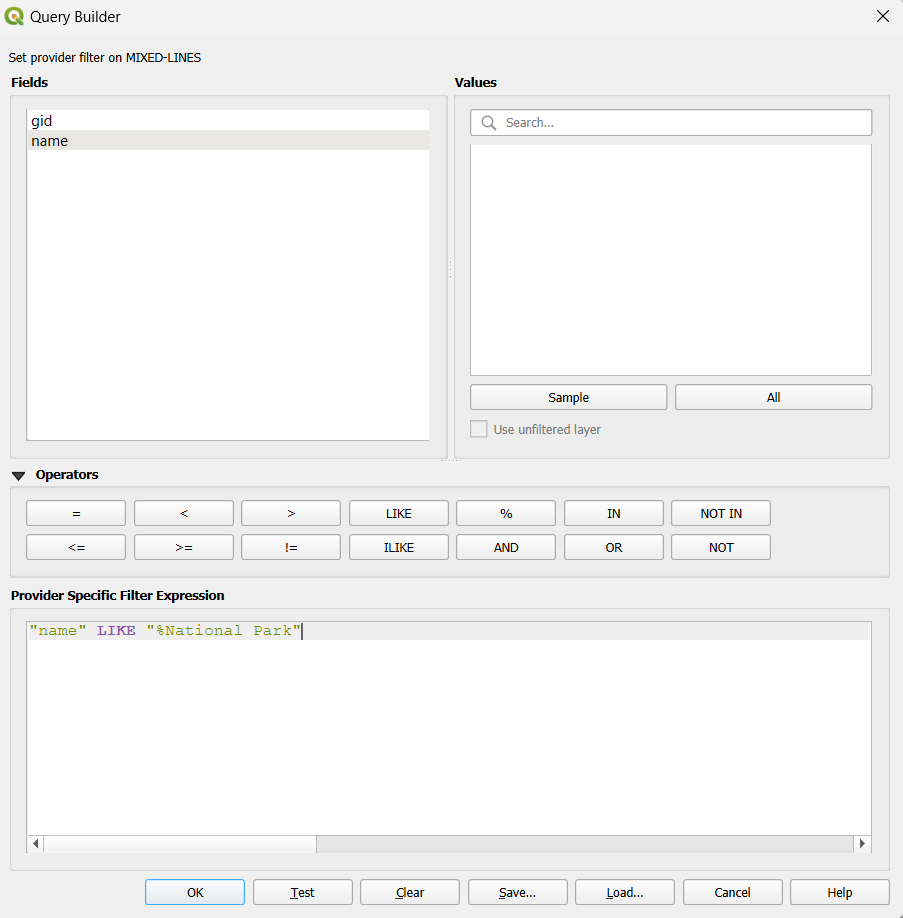 Query Builder
Set provider filter on MIXED-LINES
Fields
Values
gid
name
Search...
Sample
All
Use unfiltered layer
Operators
= < > LIKE % IN NOT IN
<= >= != ILIKE AND OR NOT
Provider Specific Filter Expression
"name" LIKE "%National Park"
OK Test Clear Save... Load... Cancel Help